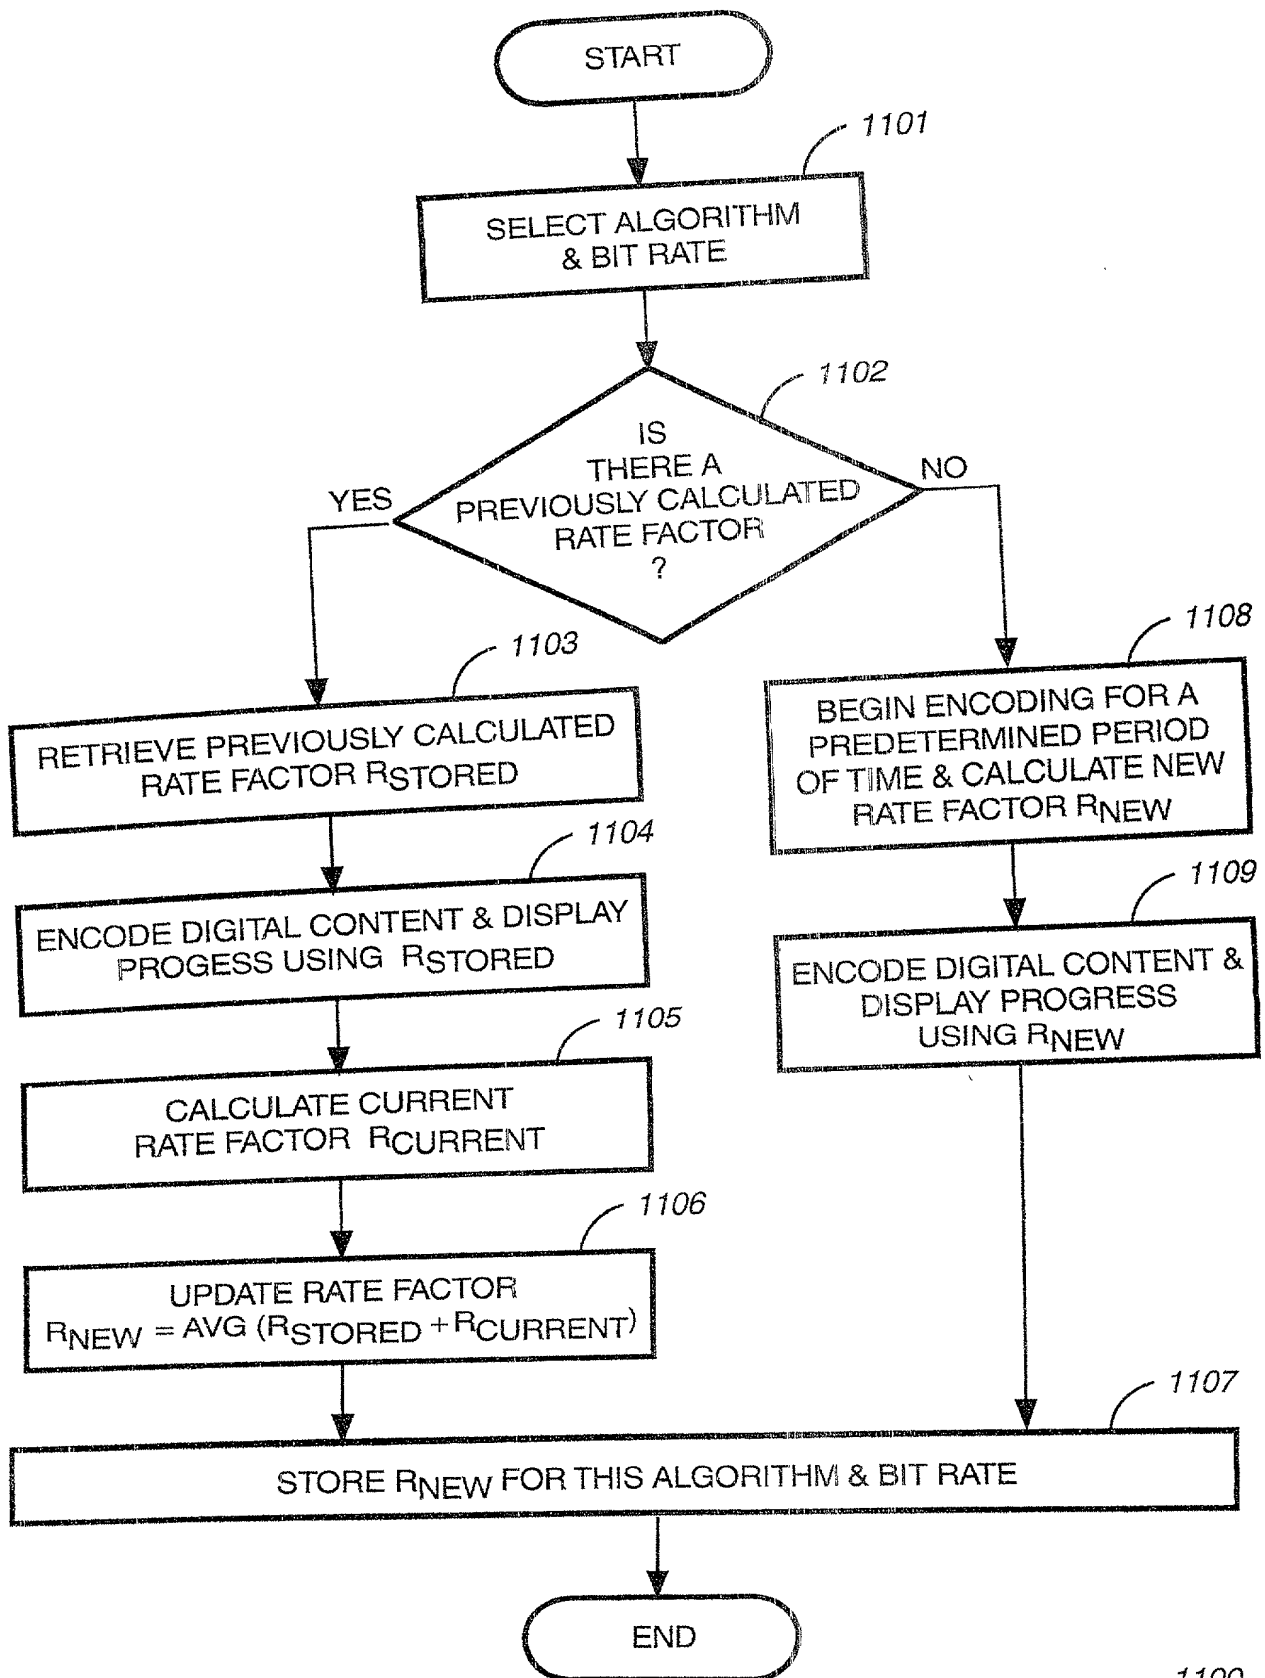 START
1101
SELECT ALGORITHM
& BIT RATE
1102
IS
THERE A
PREVIOUSLY CALCULATED
RATE FACTOR
?
YES
NO
1103
RETRIEVE PREVIOUSLY CALCULATED
RATE FACTOR RSTORED
1104
ENCODE DIGITAL CONTENT & DISPLAY
PROGESS USING RSTORED
1105
CALCULATE CURRENT
RATE FACTOR RCURRENT
1106
UPDATE RATE FACTOR
RNEW = AVG (RSTORED + RCURRENT)
1108
BEGIN ENCODING FOR A
PREDETERMINED PERIOD
OF TIME & CALCULATE NEW
RATE FACTOR RNEW
1109
ENCODE DIGITAL CONTENT &
DISPLAY PROGRESS
USING RNEW
1107
STORE RNEW FOR THIS ALGORITHM & BIT RATE
END